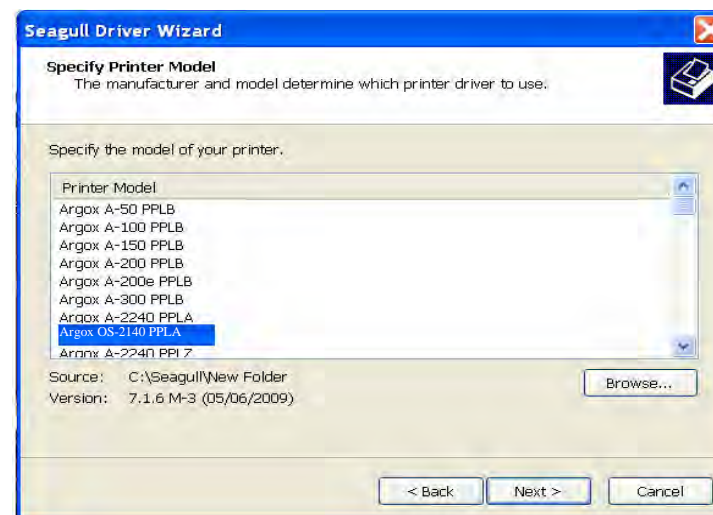 Seagull Driver Wizard
Specify Printer Model
The manufacturer and model determine which printer driver to use.
Specify the model of your printer.
Printer Model
Argox A-50 PPLB
Argox A-100 PPLB
Argox A-150 PPLB
Argox A-200 PPLB
Argox A-200e PPLB
Argox A-300 PPLB
Argox A-2240 PPLA
Argox OS-2140 PPLA
Argox A-2240 PPLZ
Source: C:\Seagull\New Folder
Browse...
Version: 7.1.6 M-3 (05/06/2009)
< Back Next > Cancel